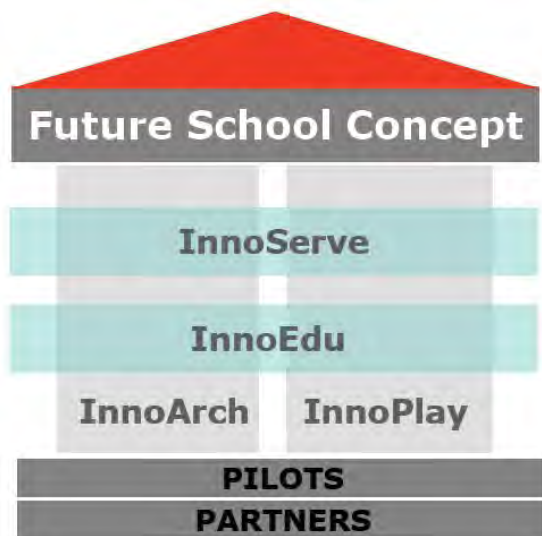 Future School Concept
InnoServe
InnoEdu
InnoArch InnoPlay
PILOTS
PARTNERS